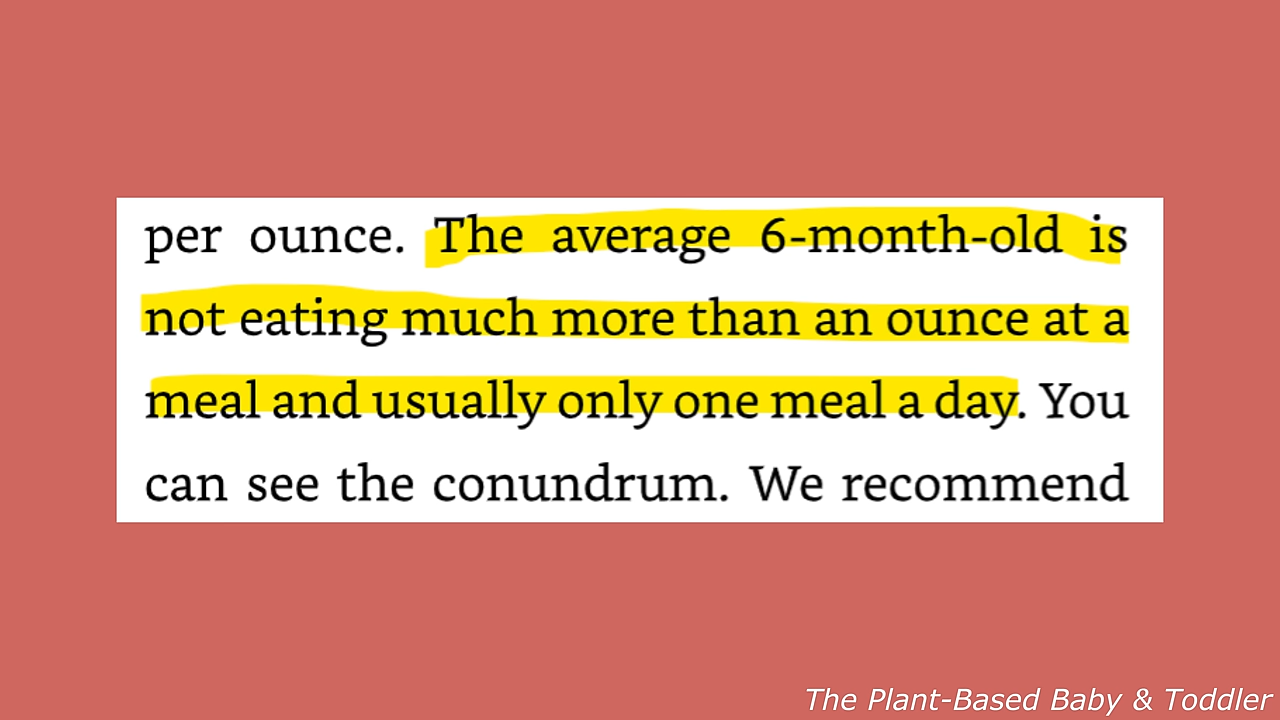 per ounce. The average 6-month-old is
not eating much more than an ounce at a
meal and usually only one meal a day. You
can see the conundrum. We recommend
The Plant-Based Baby & Toddler